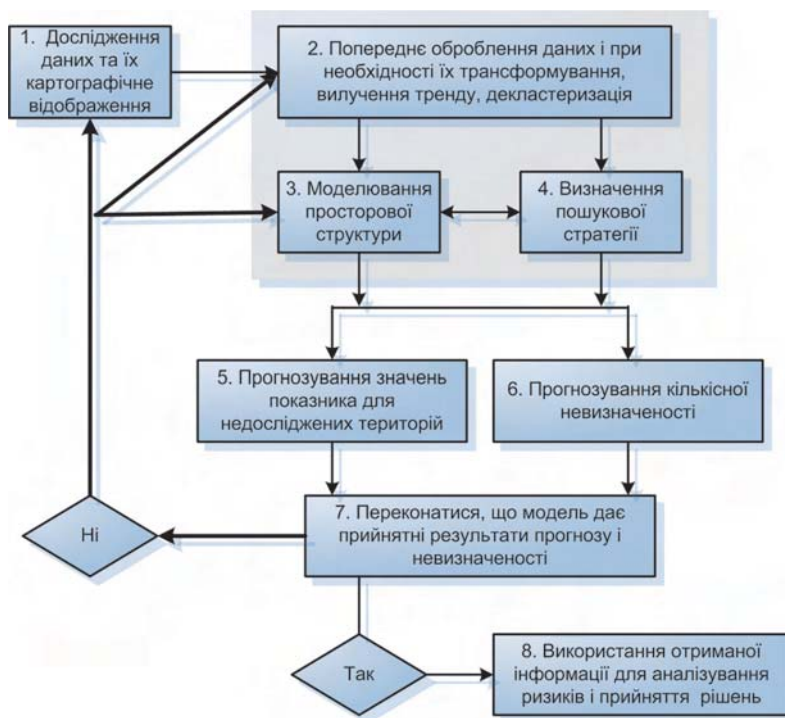 1. Дослідження
даних та їх
картографічне
відображення
2. Попереднє оброблення даних і при
необхідності їх трансформування,
вилучення тренду, декластеризація
3. Моделювання
просторової
структури
4. Визначення
пошукової
стратегії
5. Прогнозування значень
показника для
недосліджених територій
6. Прогнозування кількісної
невизначеності
7. Переконатися, що модель дає
прийнятні результати прогнозу і
невизначеності
Ні
Так
8. Використання отриманої
інформації для аналізування
ризиків і прийняття рішень